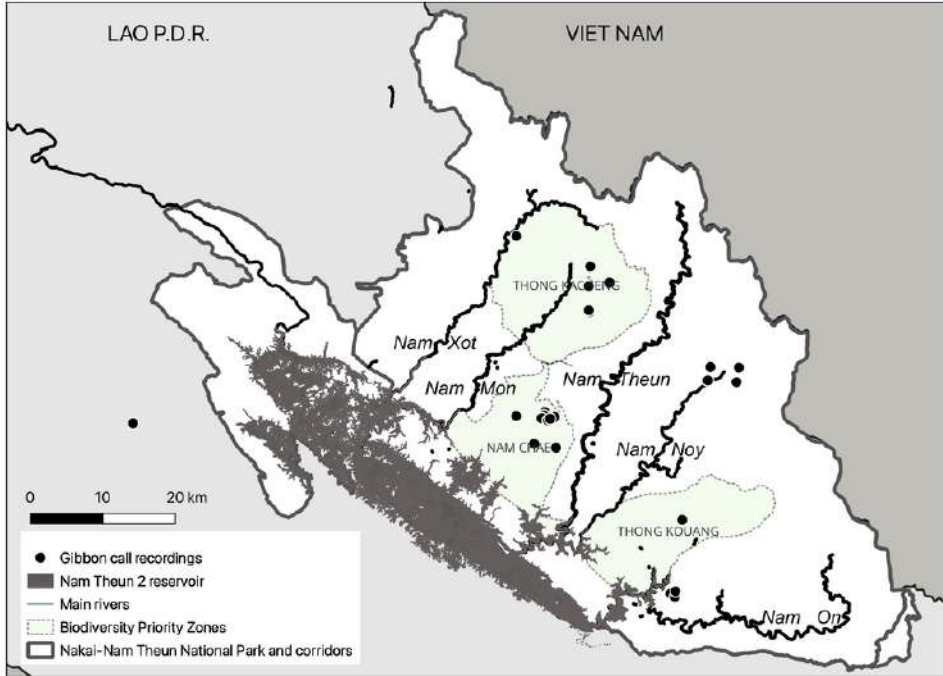 LAO P.D.R.
VIET NAM
THONG KACHENG
Nam Xot
Nam Mon
Nam Theun
NAM CHAE
Nam Noy
THONG KOUANG
Nam On
0 10 20 km
Gibbon call recordings
Nam Theun 2 reservoir
Main rivers
Biodiversity Priority Zones
Nakai-Nam Theun National Park and corridors